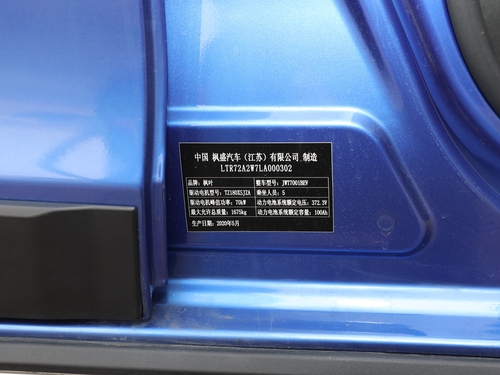 中国 枫盛汽车（江苏）有限公司 制造
LTR72A2W7LA000302
品牌：枫叶 整车型号：JWT7001BEV
驱动电机型号：TZ180XSJ2A 乘坐人员：5
驱动电机峰值功率：70kW 动力电池系统额定电压：372.3V
最大允许总质量：1675kg 动力电池系统额定容量：100Ah
生产日期：2020年5月